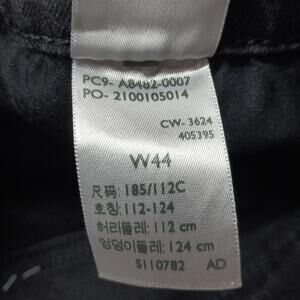 PC9- A8482-0007
PO- 2100105014
CW- 3624
405395
W44
尺码: 185/112C
호칭: 112-124
허리둘레: 112 cm
엉덩이둘레: 124 cm
S110782 AD